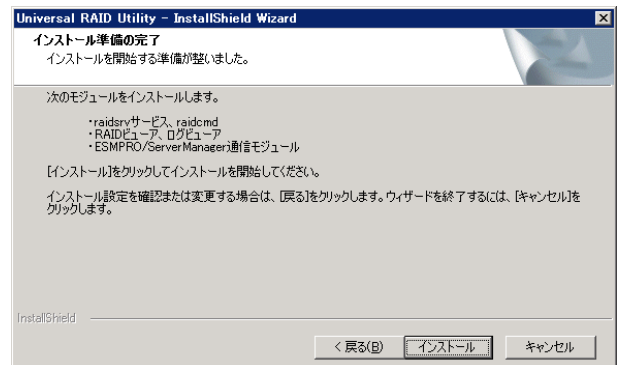 Universal RAID Utility - InstallShield Wizard
インストール準備の完了
インストールを開始する準備が整いました。
次のモジュールをインストールします。
・raidsrvサービス、raidcmd
・RAIDビューア、ログビューア
・ESMPRO/ServerManager通信モジュール
[インストール]をクリックしてインストールを開始してください。
インストール設定を確認または変更する場合は、[戻る]をクリックします。ウィザードを終了するには、[キャンセル]を
クリックします。
InstallShield
< 戻る(B) インストール キャンセル